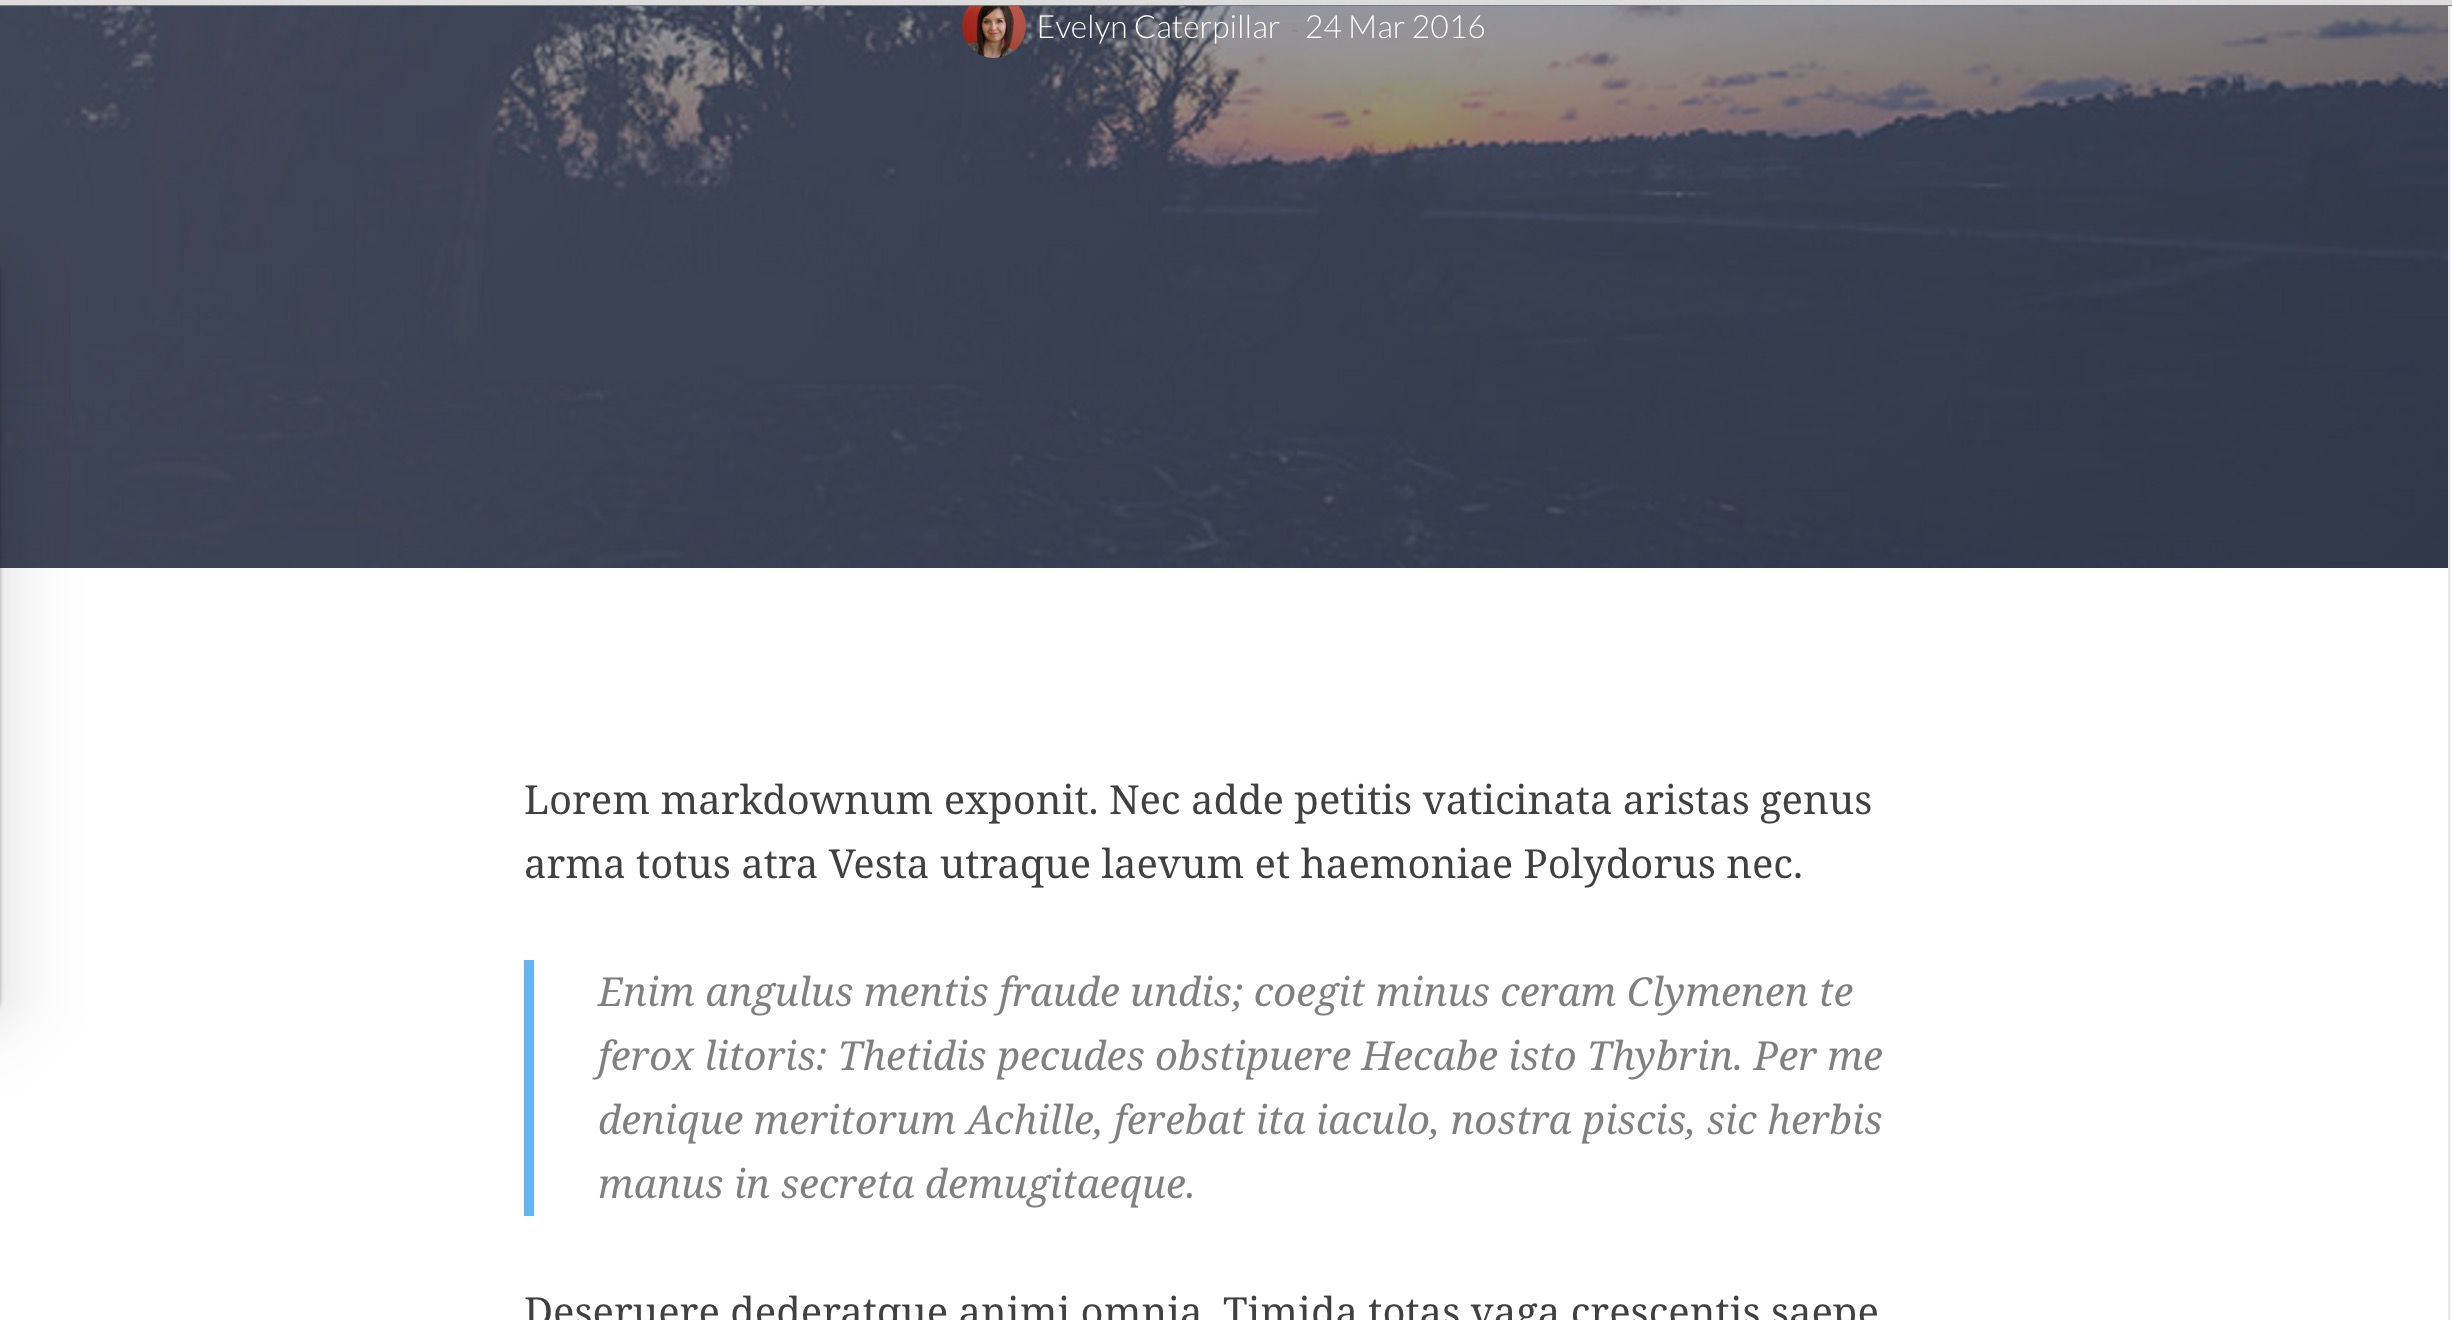 Evelyn Caterpillar · 24 Mar 2016
Lorem markdownum exponit. Nec adde petitis vaticinata aristas genus
arma totus atra Vesta utraque laevum et haemoniae Polydorus nec.
Enim angulus mentis fraude undis; coegit minus ceram Clymenen te
ferox litoris: Thetidis pecudes obstipuere Hecabe isto Thybrin. Per me
denique meritorum Achille, ferebat ita iaculo, nostra piscis, sic herbis
manus in secreta demugitaeque.
Deseruere dederatque animi omnia. Timida totas vaga crescentis saepe